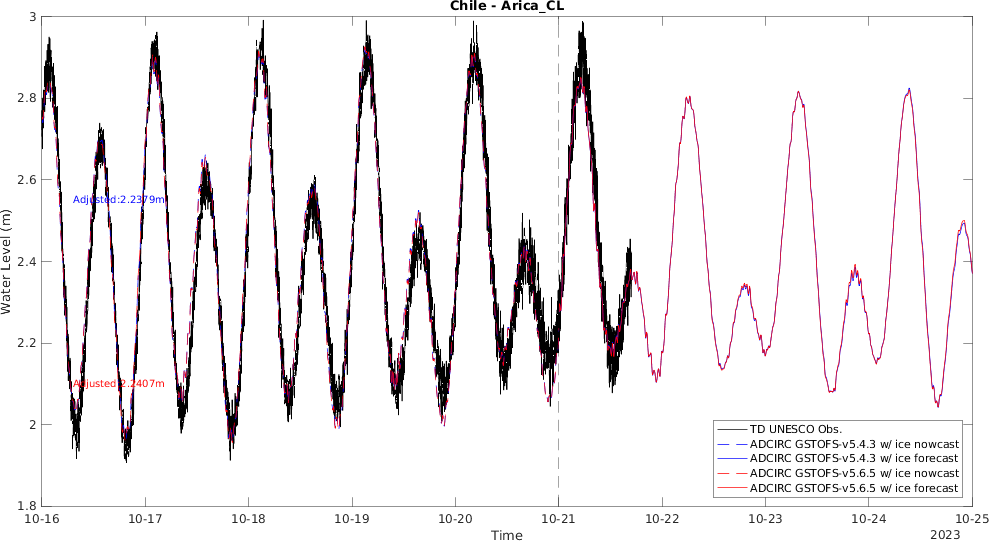 Chile - Arica_CL
3
2.8
2.6
2.4
2.2
2
1.8
Water Level (m)
Adjusted:2.2379m
Adjusted:2.2407m
TD UNESCO Obs.
ADCIRC GSTOFS-v5.4.3 w/ ice nowcast
ADCIRC GSTOFS-v5.4.3 w/ ice forecast
ADCIRC GSTOFS-v5.6.5 w/ ice nowcast
ADCIRC GSTOFS-v5.6.5 w/ ice forecast
10-16 10-17 10-18 10-19 10-20 10-21 10-22 10-23 10-24 10-25
Time
2023